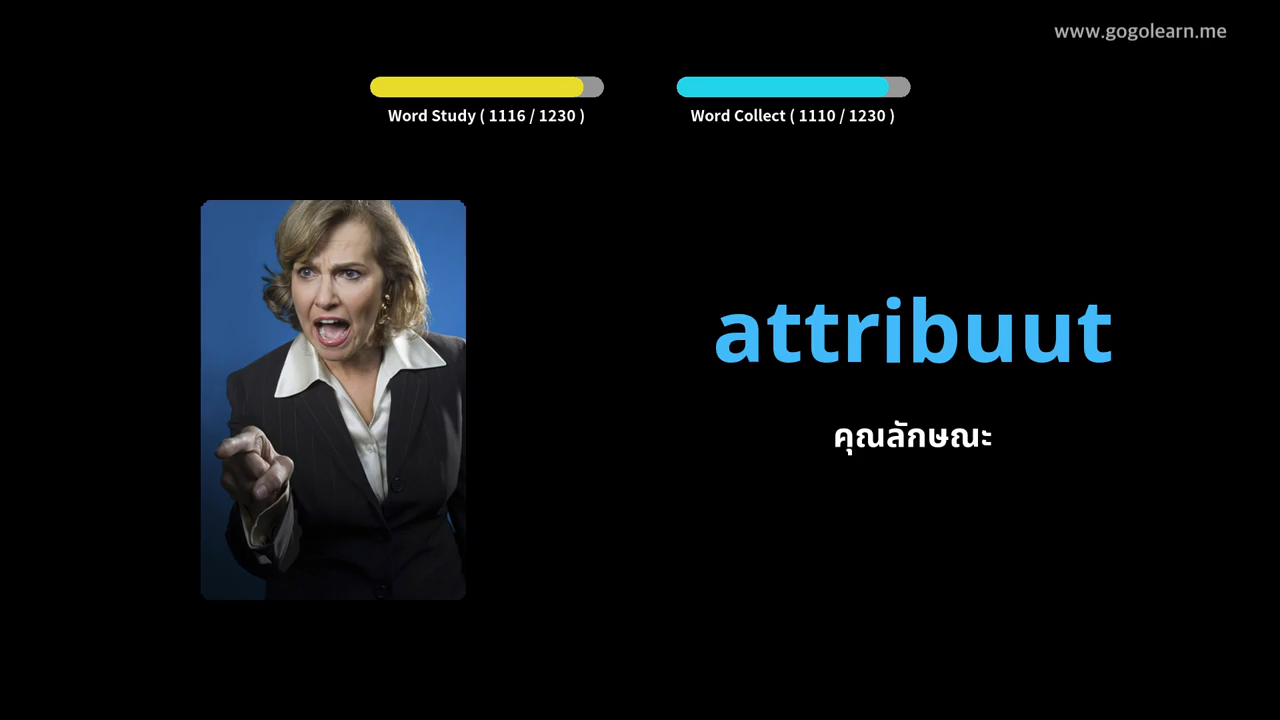 www.gogolearn.me
Word Study ( 1116 / 1230 )
Word Collect ( 1110 / 1230 )
attribuut
คุณลักษณะ